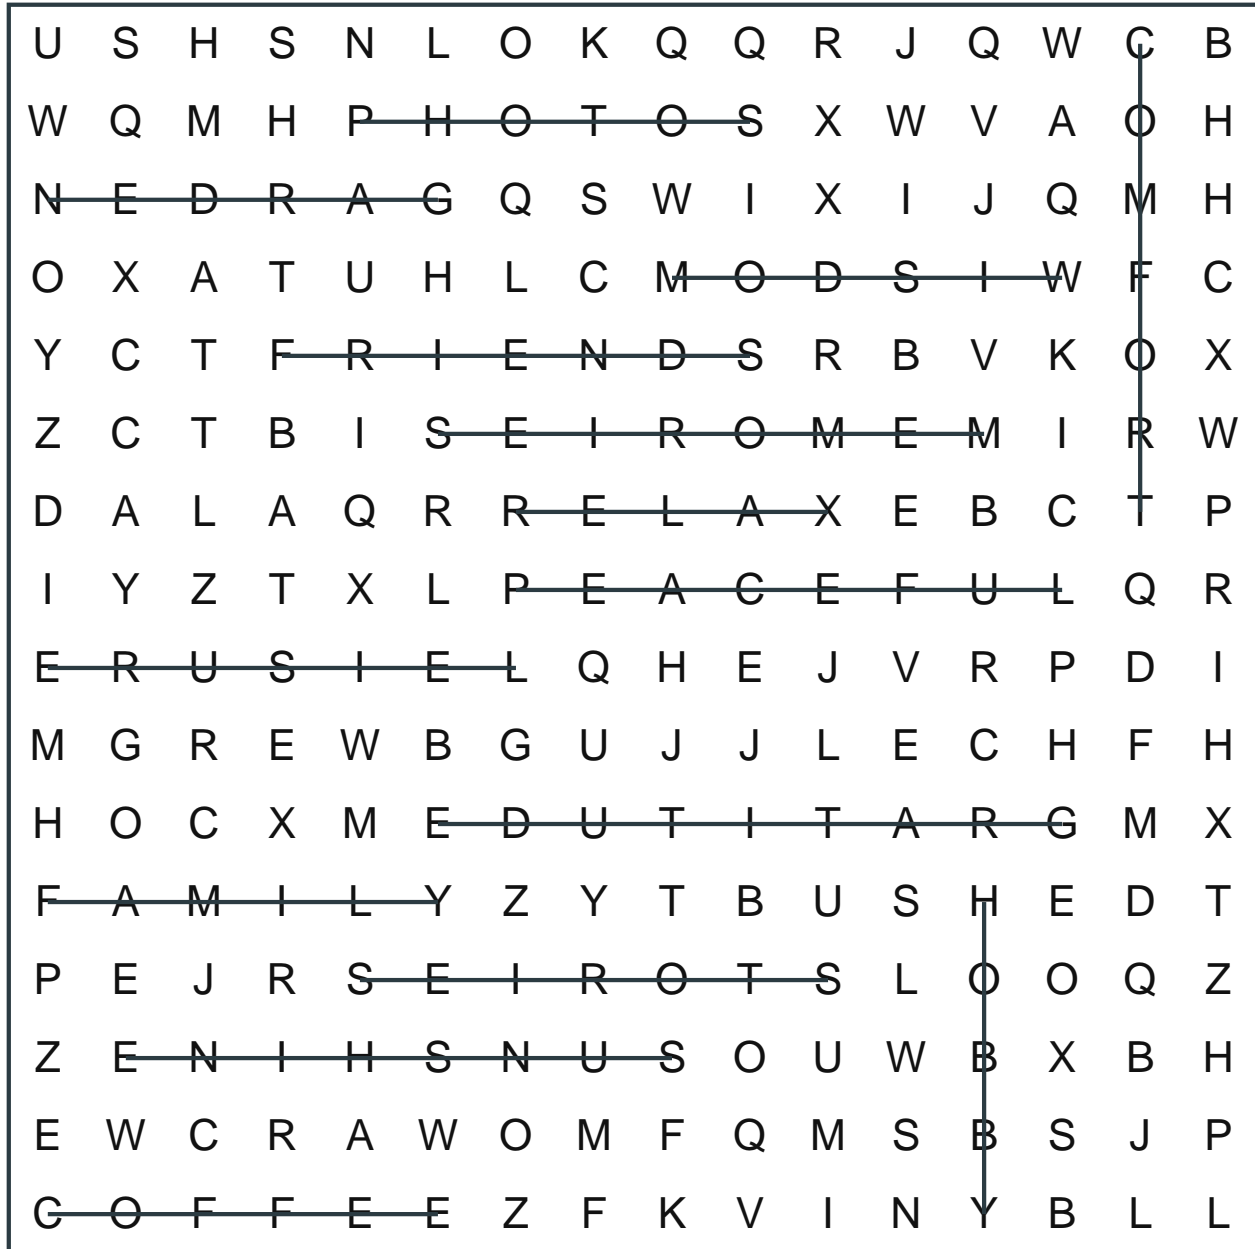 U S H S N L O K Q Q R J Q W C B
W Q M H P H O T O S X W V A O H
N E D R A G Q S W I X I J Q M H
O X A T U H L C M O D S I W F C
Y C T F R I E N D S R B V K O X
Z C T B I S E I R O M E M I R W
D A L A Q R R E L A X E B C T P
I Y Z T X L P E A C E F U L Q R
E R U S I E L Q H E J V R P D I
M G R E W B G U J J L E C H F H
H O C X M E D U T I T A R G M X
F A M I L Y Z Y T B U S H E D T
P E J R S E I R O T S L O O Q Z
Z E N I H S N U S O U W B X B H
E W C R A W O M F Q M S B S J P
C O F F E E Z F K V I N Y B L L